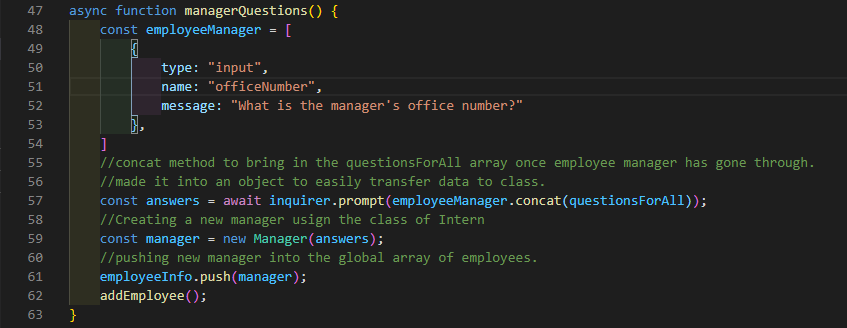 47 async function managerQuestions() {
48     const employeeManager = [
49         {
50             type: "input",
51             name: "officeNumber",
52             message: "What is the manager's office number?"
53         },
54     ]
55     //concat method to bring in the questionsForAll array once employee manager has gone through.
56     //made it into an object to easily transfer data to class.
57     const answers = await inquirer.prompt(employeeManager.concat(questionsForAll));
58     //Creating a new manager usign the class of Intern
59     const manager = new Manager(answers);
60     //pushing new manager into the global array of employees.
61     employeeInfo.push(manager);
62     addEmployee();
63 }